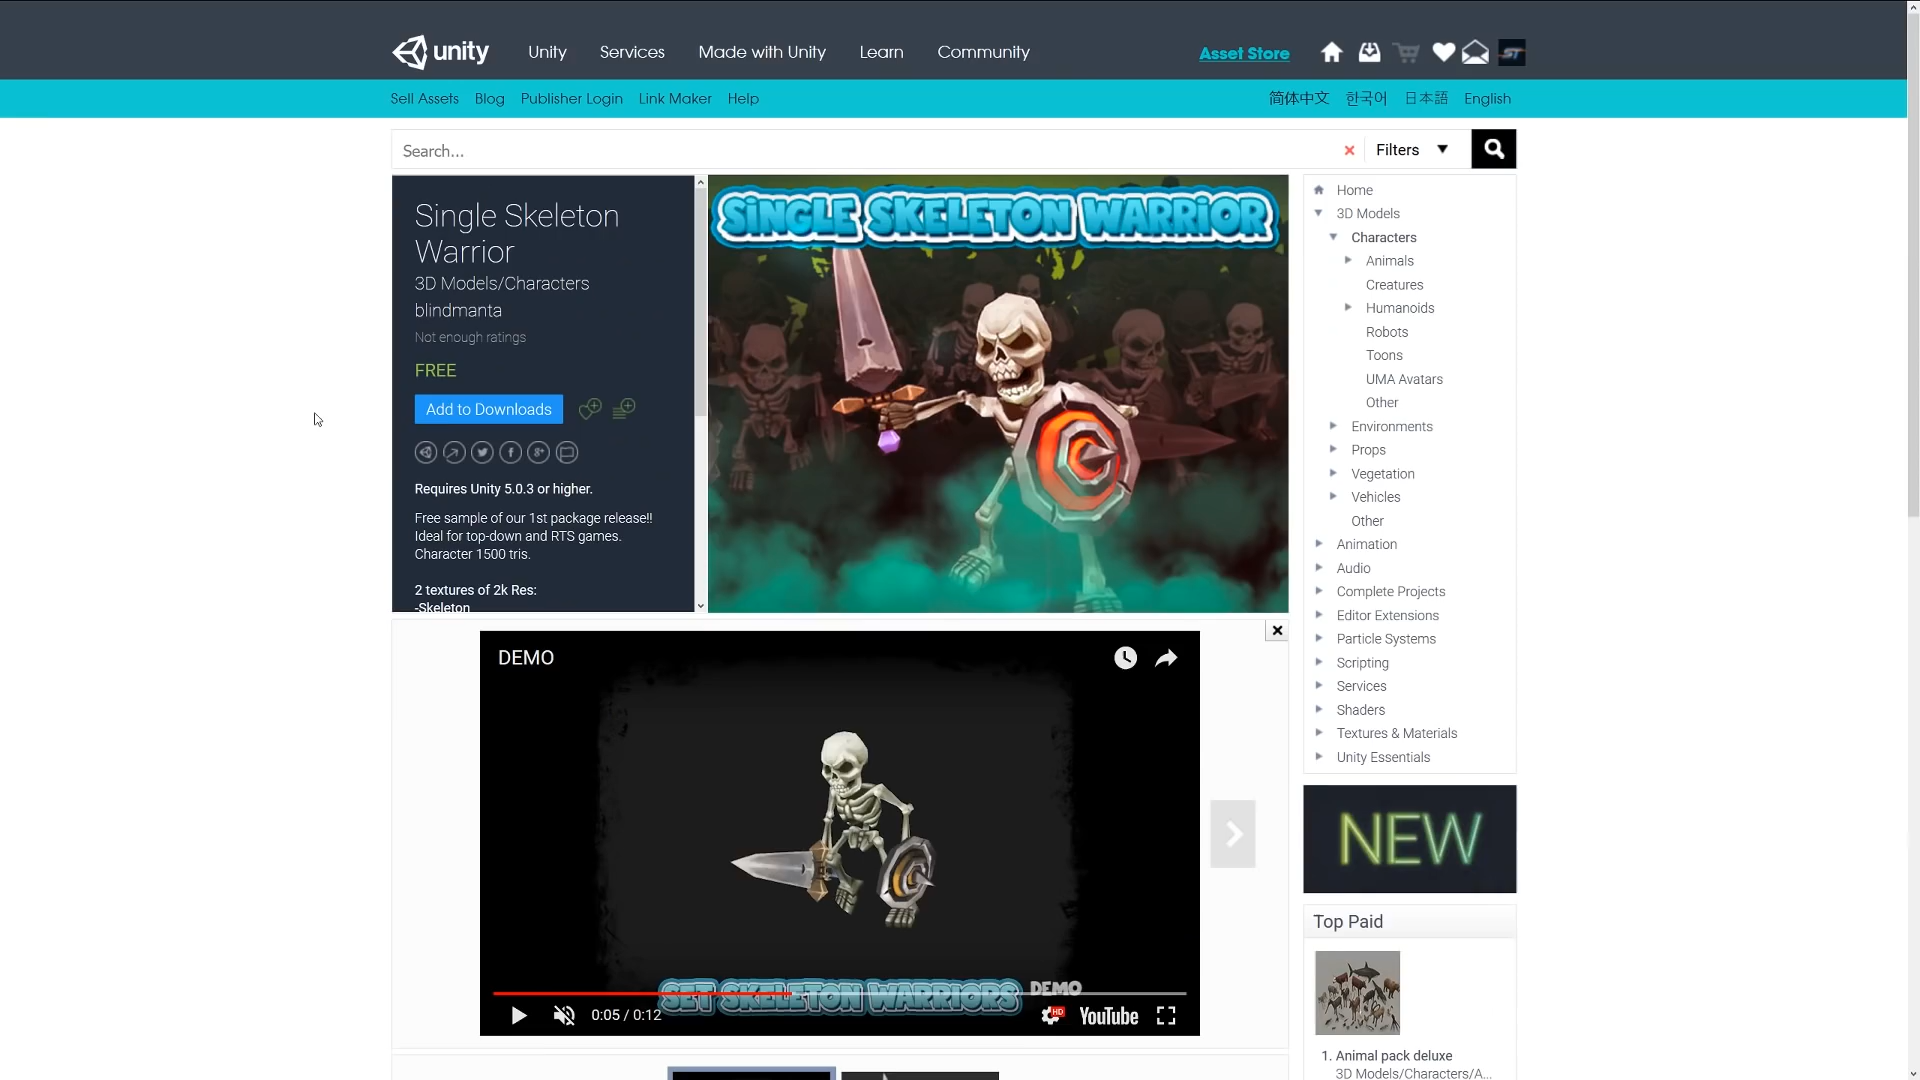 unity
Unity Services Made with Unity Learn Community
Asset Store
ST
Sell Assets Blog Publisher Login Link Maker Help
简体中文 한국어 日本語 English
Search...
Filters
Single Skeleton
Warrior
3D Models/Characters
blindmanta
Not enough ratings
FREE
Add to Downloads
Requires Unity 5.0.3 or higher.
Free sample of our 1st package release!!
Ideal for top-down and RTS games.
Character 1500 tris.
2 textures of 2k Res:
-Skeleton
SiNGLE SKELETON WARRiOR
Home
3D Models
Characters
Animals
Creatures
Humanoids
Robots
Toons
UMA Avatars
Other
Environments
Props
Vegetation
Vehicles
Other
Animation
Audio
Complete Projects
Editor Extensions
Particle Systems
Scripting
Services
Shaders
Textures & Materials
Unity Essentials
DEMO
SET SKELETON WARRIORS DEMO
0:05 / 0:12
HD
YouTube
NEW
Top Paid
1. Animal pack deluxe
3D Models/Characters/A...